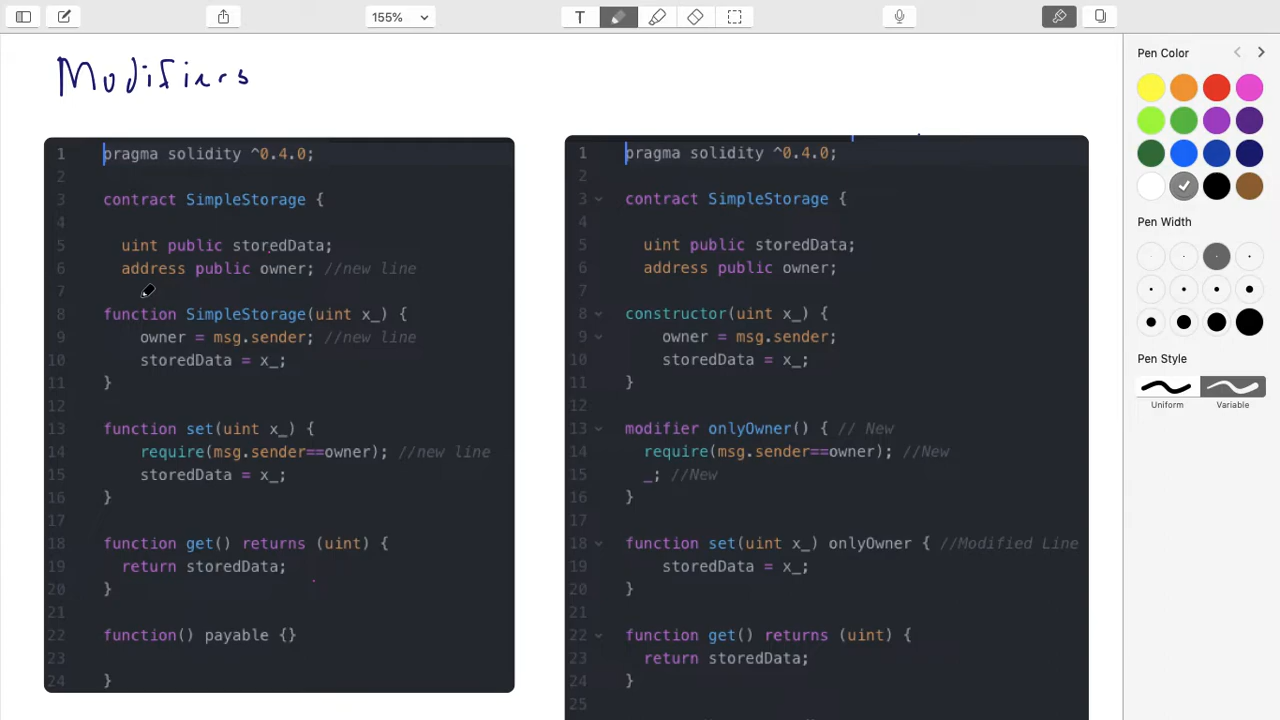 155%
T
Modifiers
Pen Color
Pen Width
Pen Style
Uniform
Variable
1 pragma solidity ^0.4.0;
2
3 contract SimpleStorage {
4
5 uint public storedData;
6 address public owner; //new line
7
8 function SimpleStorage(uint x_) {
9 owner = msg.sender; //new line
10 storedData = x_;
11 }
12
13 function set(uint x_) {
14 require(msg.sender==owner); //new line
15 storedData = x_;
16 }
17
18 function get() returns (uint) {
19 return storedData;
20 }
21
22 function() payable {}
23
24 }
1 pragma solidity ^0.4.0;
2
3 contract SimpleStorage {
4
5 uint public storedData;
6 address public owner;
7
8 constructor(uint x_) {
9 owner = msg.sender;
10 storedData = x_;
11 }
12
13 modifier onlyOwner() { // New
14 require(msg.sender==owner); //New
15 _; //New
16 }
17
18 function set(uint x_) onlyOwner { //Modified Line
19 storedData = x_;
20 }
21
22 function get() returns (uint) {
23 return storedData;
24 }
25